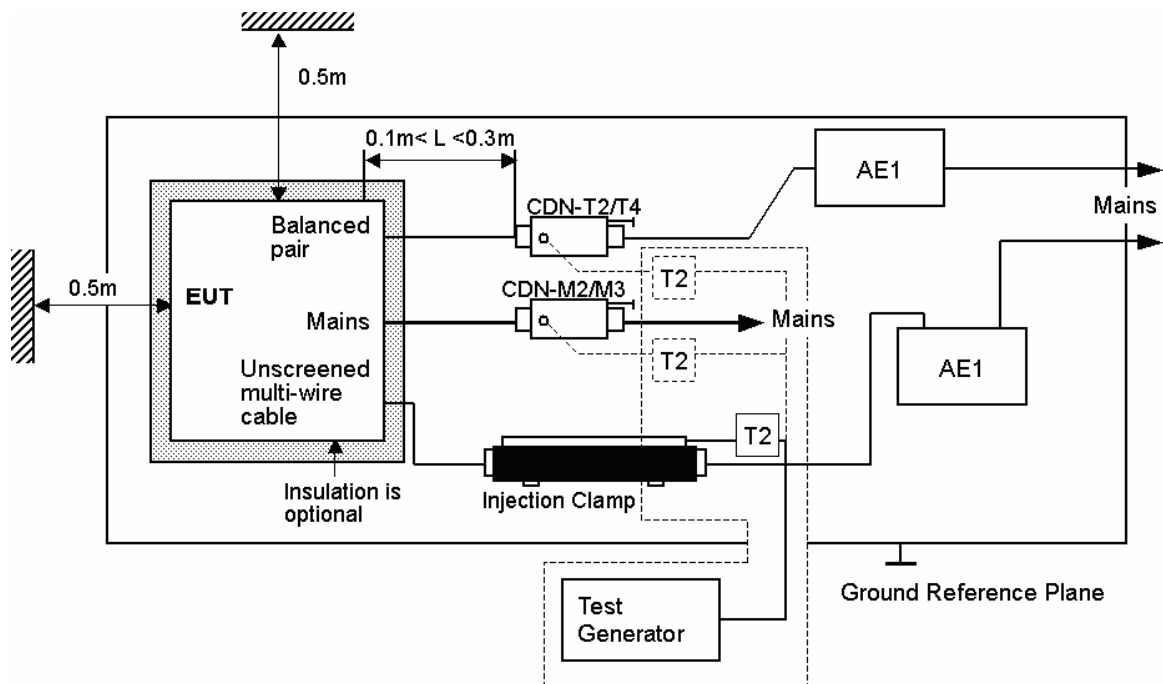 0.5m
0.1m< L <0.3m
AE1
Mains
CDN-T2/T4
Balanced
pair
T2
0.5m
EUT
CDN-M2/M3
Mains
Mains
T2
AE1
Unscreened
multi-wire
cable
T2
Insulation is
optional
Injection Clamp
Test
Generator
Ground Reference Plane